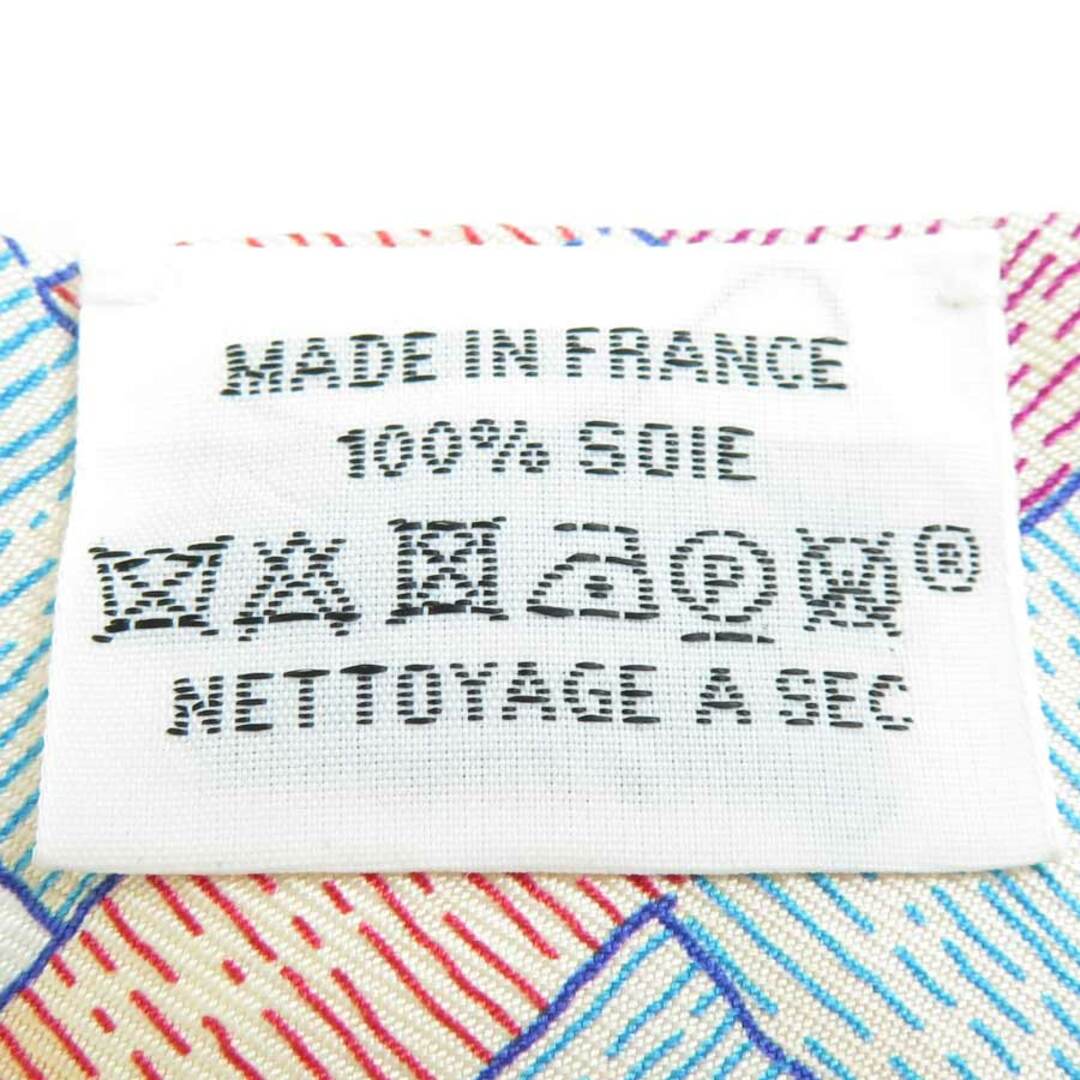 MADE IN FRANCE
100% SOIE
P ®
NETTOYAGE A SEC